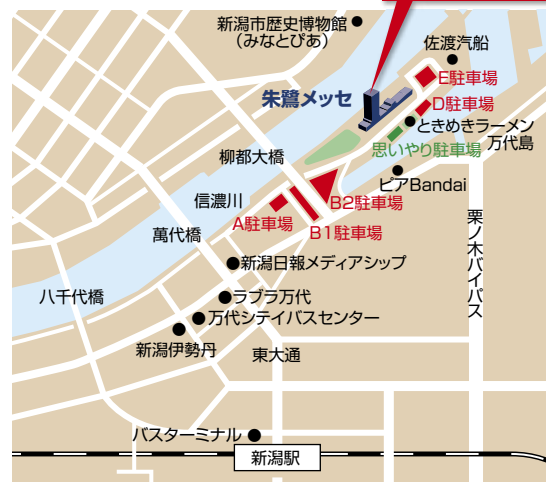 新潟市歴史博物館
(みなとぴあ)
佐渡汽船
E駐車場
朱鷺メッセ
D駐車場
ときめきラーメン
万代島
思いやり駐車場
柳都大橋
ピアBandai
信濃川
B2駐車場
A駐車場
B1駐車場
萬代橋
栗ノ木バイパス
新潟日報メディアシップ
八千代橋
ラブラ万代
万代シテイバスセンター
新潟伊勢丹
東大通
バスターミナル
新潟駅